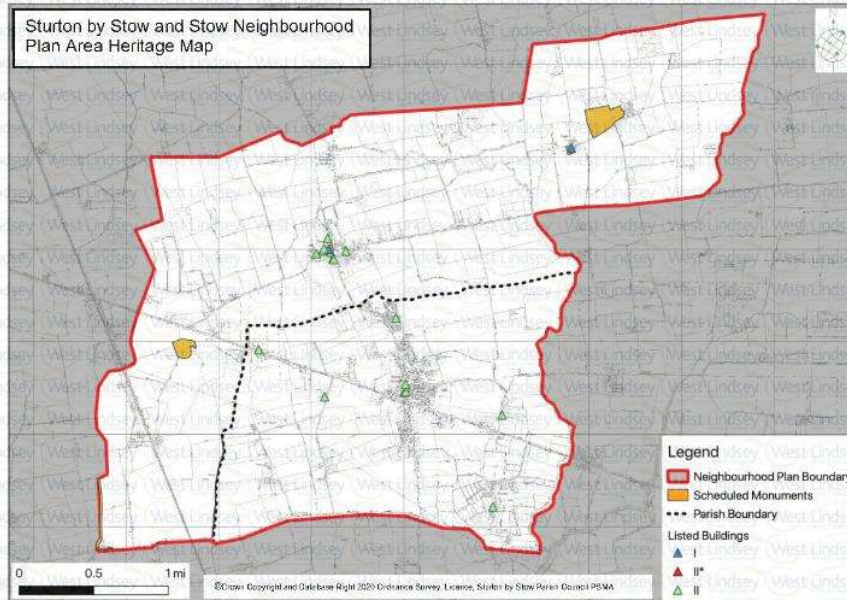 Sturton by Stow and Stow Neighbourhood
Plan Area Heritage Map
Legend
Neighbourhood Plan Boundary
Scheduled Monuments
Parish Boundary
Listed Buildings
I
II*
II
0 0.5 1 mi
©Crown Copyright and Database Right 2020 Ordnance Survey. Licence, Sturton by Stow Parish Council PSMA
West Lindsey